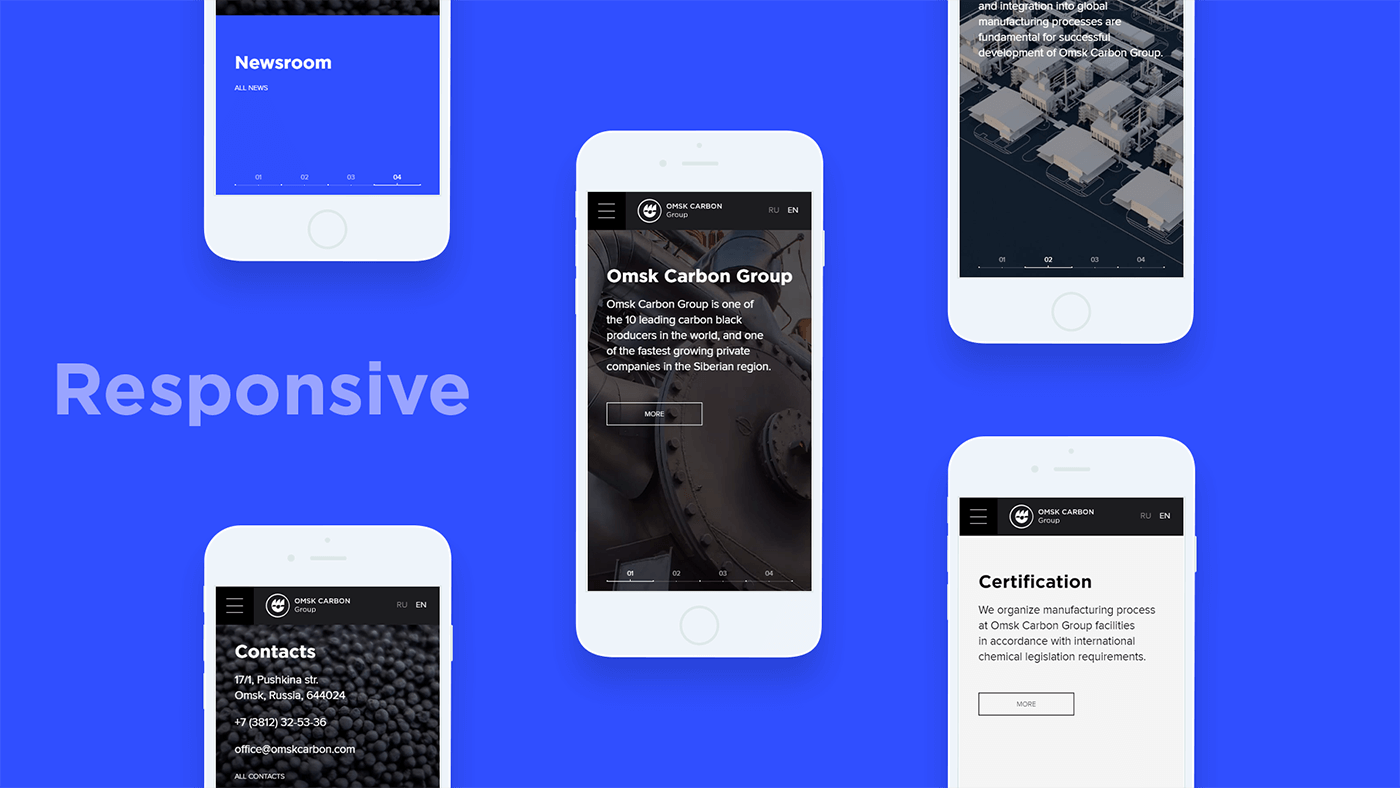 Newsroom
ALL NEWS
01 02 03 04
Responsive
OMSK CARBON
Group
RU EN
Contacts
17/1, Pushkina str.
Omsk, Russia, 644024
+7 (3812) 32-53-36
office@omskcarbon.com
ALL CONTACTS
OMSK CARBON
Group
RU EN
Omsk Carbon Group
Omsk Carbon Group is one of
the 10 leading carbon black
producers in the world, and one
of the fastest growing private
companies in the Siberian region.
MORE
01 02 03 04
and integration into global
manufacturing processes are
fundamental for successful
development of Omsk Carbon Group.
01 02 03 04
OMSK CARBON
Group
RU EN
Certification
We organize manufacturing process
at Omsk Carbon Group facilities
in accordance with international
chemical legislation requirements.
MORE